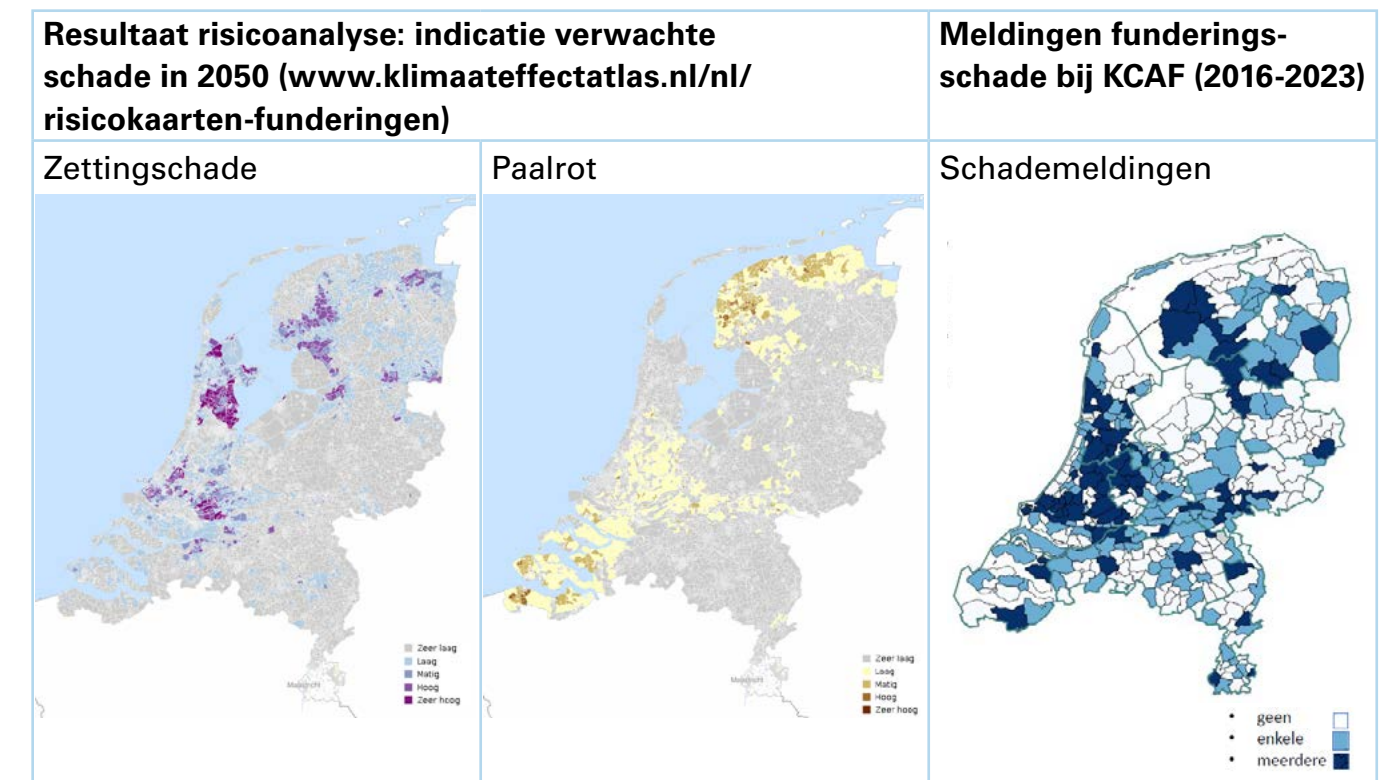 Resultaat risicoanalyse: indicatie verwachte
schade in 2050 (www.klimaateffectatlas.nl/nl/
risicokaarten-funderingen)
Meldingen funderings-
schade bij KCAF (2016-2023)
Zettingschade
Paalrot
Schademeldingen
Zeer laag
Laag
Matig
Hoog
Zeer hoog
Maastricht
Zeer laag
Laag
Matig
Hoog
Zeer hoog
Maastricht
• geen
• enkele
• meerdere